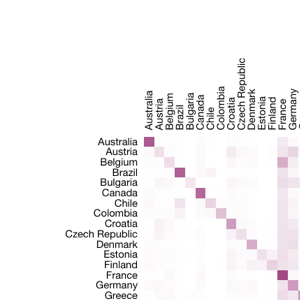 Australia
Austria
Belgium
Brazil
Bulgaria
Canada
Chile
Colombia
Croatia
Czech Republic
Denmark
Estonia
Finland
France
Germany
Australia
Austria
Belgium
Brazil
Bulgaria
Canada
Chile
Colombia
Croatia
Czech Republic
Denmark
Estonia
Finland
France
Germany
Greece